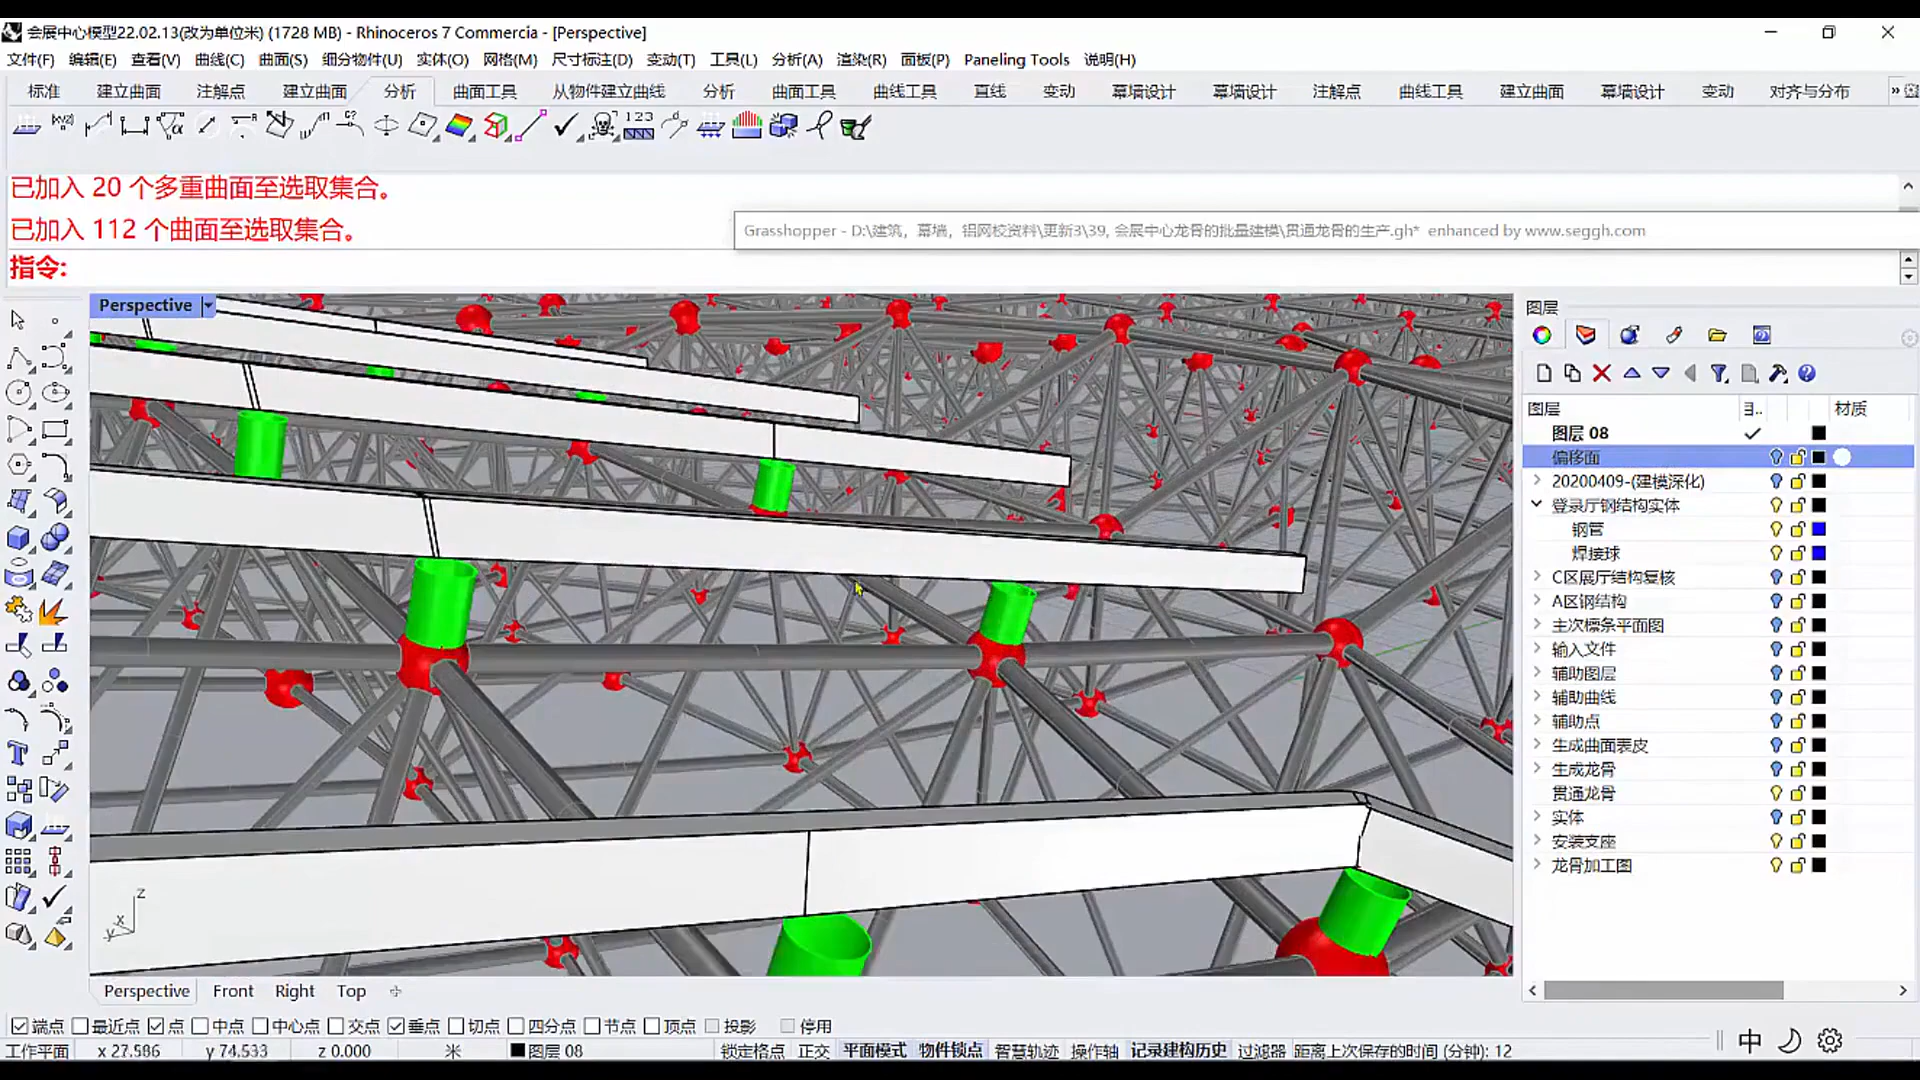 会展中心模型22.02.13(改为单位米) (1728 MB) - Rhinoceros 7 Commercia - [Perspective]
文件(F) 编辑(E) 查看(V) 曲线(C) 曲面(S) 细分物件(U) 实体(O) 网格(M) 尺寸标注(D) 变动(T) 工具(L) 分析(A) 渲染(R) 面板(P) Paneling Tools 说明(H)
标准 建立曲面 注解点 建立曲面 分析 曲面工具 从物件建立曲线 分析 曲面工具 曲线工具 直线 变动 幕墙设计 幕墙设计 注解点 曲线工具 建立曲面 幕墙设计 变动 对齐与分布
已加入 20 个多重曲面至选取集合。
已加入 112 个曲面至选取集合。
Grasshopper - D:\建筑，幕墙，铝网校资料\更新3\39, 会展中心龙骨的批量建模\贯通龙骨的生产.gh* enhanced by www.seggh.com
指令:
Perspective
图层
图层 材质
图层 08
偏移面
20200409-(建模深化)
登录厅钢结构实体
钢管
焊接球
C区展厅结构复核
A区钢结构
主次檩条平面图
输入文件
辅助图层
辅助曲线
辅助点
生成曲面表皮
生成龙骨
贯通龙骨
实体
安装支座
龙骨加工图
z
x
y
Perspective Front Right Top
端点 最近点 点 中点 中心点 交点 垂点 切点 四分点 节点 顶点 投影 停用
工作平面 x 27.586 y 74.533 z 0.000 米 图层 08 锁定格点 正交 平面模式 物件锁点 智慧轨迹 操作轴 记录建构历史 过滤器 距离上次保存的时间 (分钟): 12
中